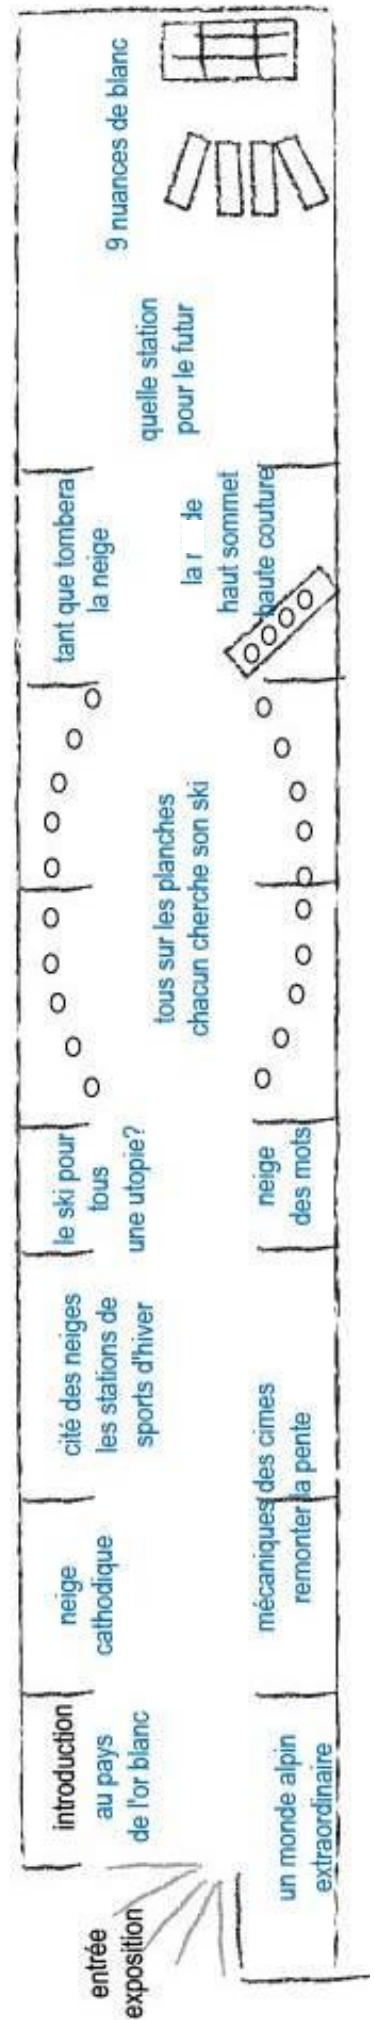 entrée
exposition
introduction
au pays
de l'or blanc
un monde alpin
extraordinaire
neige
cathodique
mécaniques des cimes
remonter la pente
cité des neiges
les stations de
sports d'hiver
le ski pour
tous
une utopie?
neige
des mots
tous sur les planches
chacun cherche son ski
tant que tombera
la neige
la de
haut sommet
haute couture
quelle station
pour le futur
9 nuances de blanc